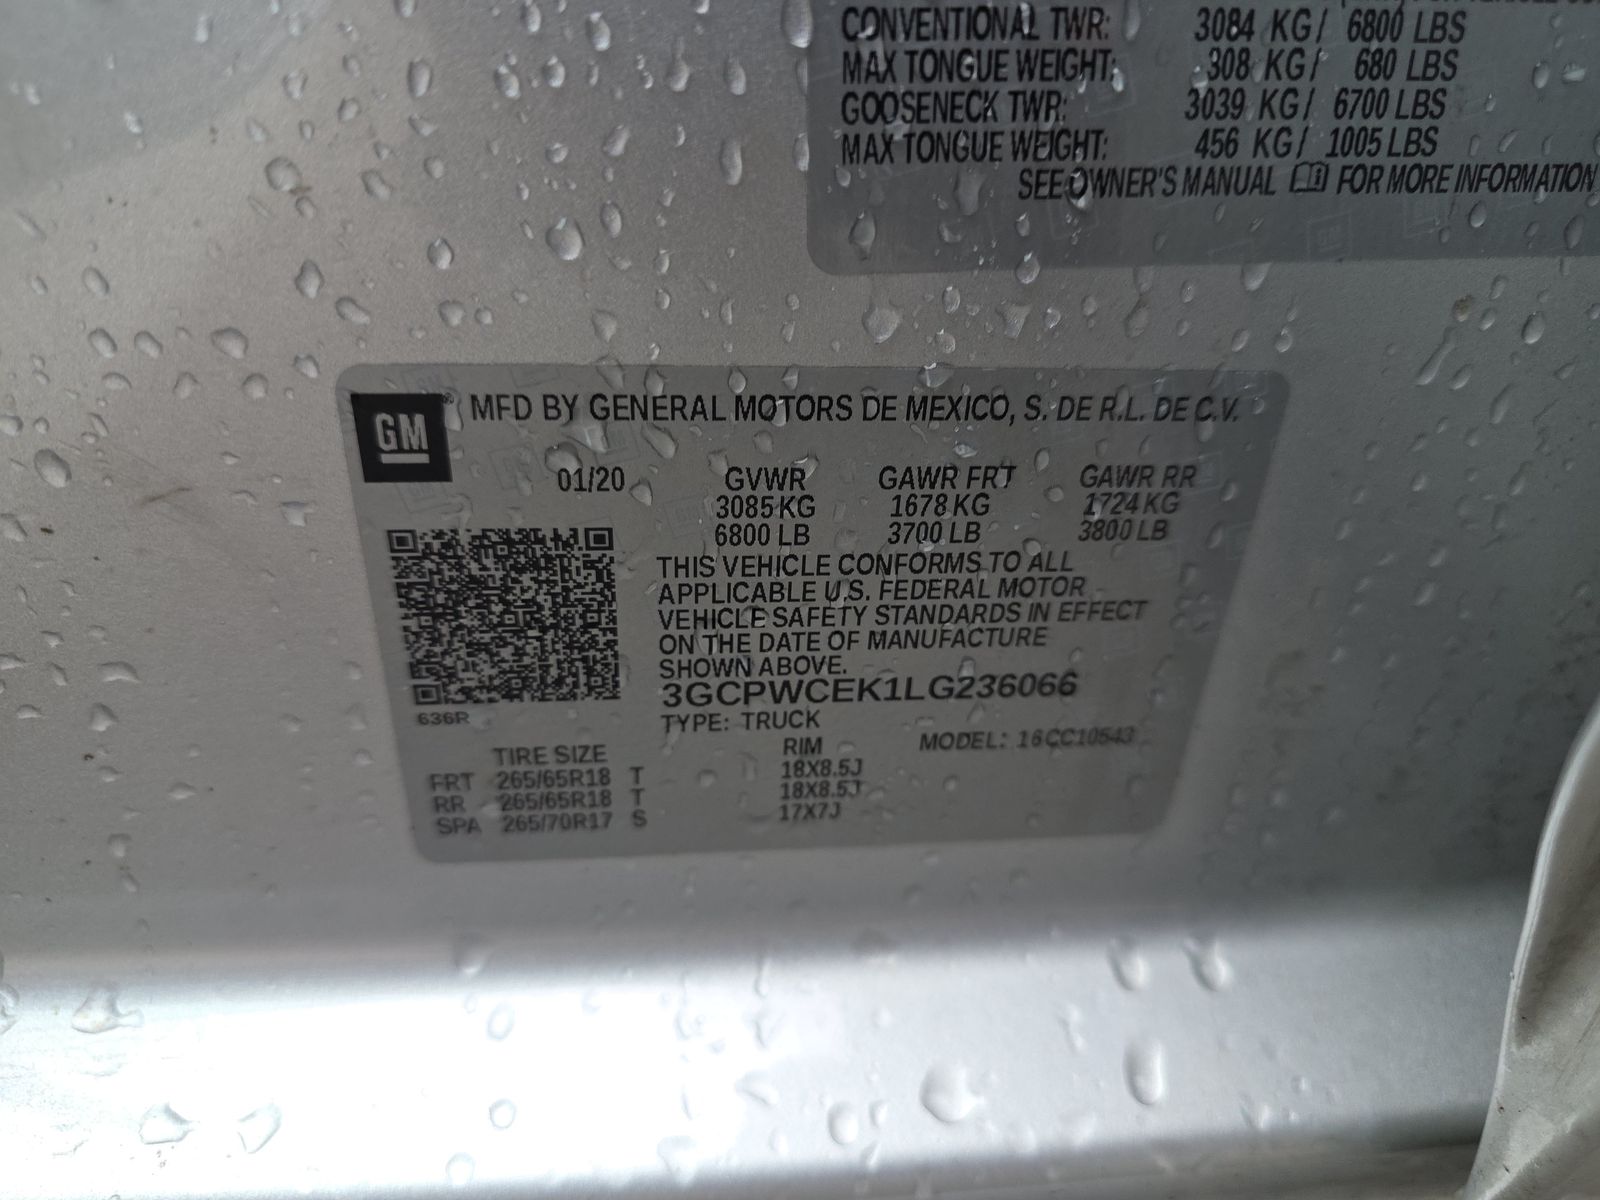 CONVENTIONAL TWR: 3084 KG/ 6800 LBS
MAX TONGUE WEIGHT: 308 KG/ 680 LBS
GOOSENECK TWR: 3039 KG/ 6700 LBS
MAX TONGUE WEIGHT: 456 KG/ 1005 LBS
SEE OWNER'S MANUAL FOR MORE INFORMATION
GM® MFD BY GENERAL MOTORS DE MEXICO, S. DE R.L. DE C.V.
01/20 GVWR GAWR FRT GAWR RR
3085 KG 1678 KG 1724 KG
6800 LB 3700 LB 3800 LB
THIS VEHICLE CONFORMS TO ALL
APPLICABLE U.S. FEDERAL MOTOR
VEHICLE SAFETY STANDARDS IN EFFECT
ON THE DATE OF MANUFACTURE
SHOWN ABOVE.
3GCPWCEK1LG236066
636R
TYPE: TRUCK
TIRE SIZE RIM MODEL: 16CC10543
FRT 265/65R18 T 18X8.5J
RR 265/65R18 T 18X8.5J
SPA 265/70R17 S 17X7J